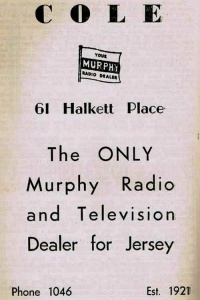 COLE
YOUR
MURPHY
RADIO DEALER
61 Halkett Place
The ONLY
Murphy Radio
and Television
Dealer for Jersey
Phone 1046 Est. 1921